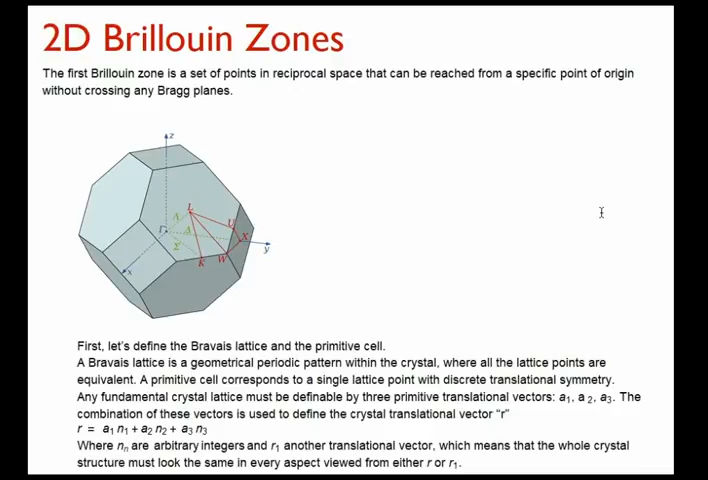 2D Brillouin Zones
The first Brillouin zone is a set of points in reciprocal space that can be reached from a specific point of origin
without crossing any Bragg planes.
z
L
Λ
U
Γ
Δ
X
Σ
y
K
W
x
First, let's define the Bravais lattice and the primitive cell.
A Bravais lattice is a geometrical periodic pattern within the crystal, where all the lattice points are
equivalent. A primitive cell corresponds to a single lattice point with discrete translational symmetry.
Any fundamental crystal lattice must be definable by three primitive translational vectors: a₁, a ₂, a₃. The
combination of these vectors is used to define the crystal translational vector “r”
r = a₁ n₁ + a₂ n₂ + a₃ n₃
Where nₙ are arbitrary integers and r₁ another translational vector, which means that the whole crystal
structure must look the same in every aspect viewed from either r or r₁.